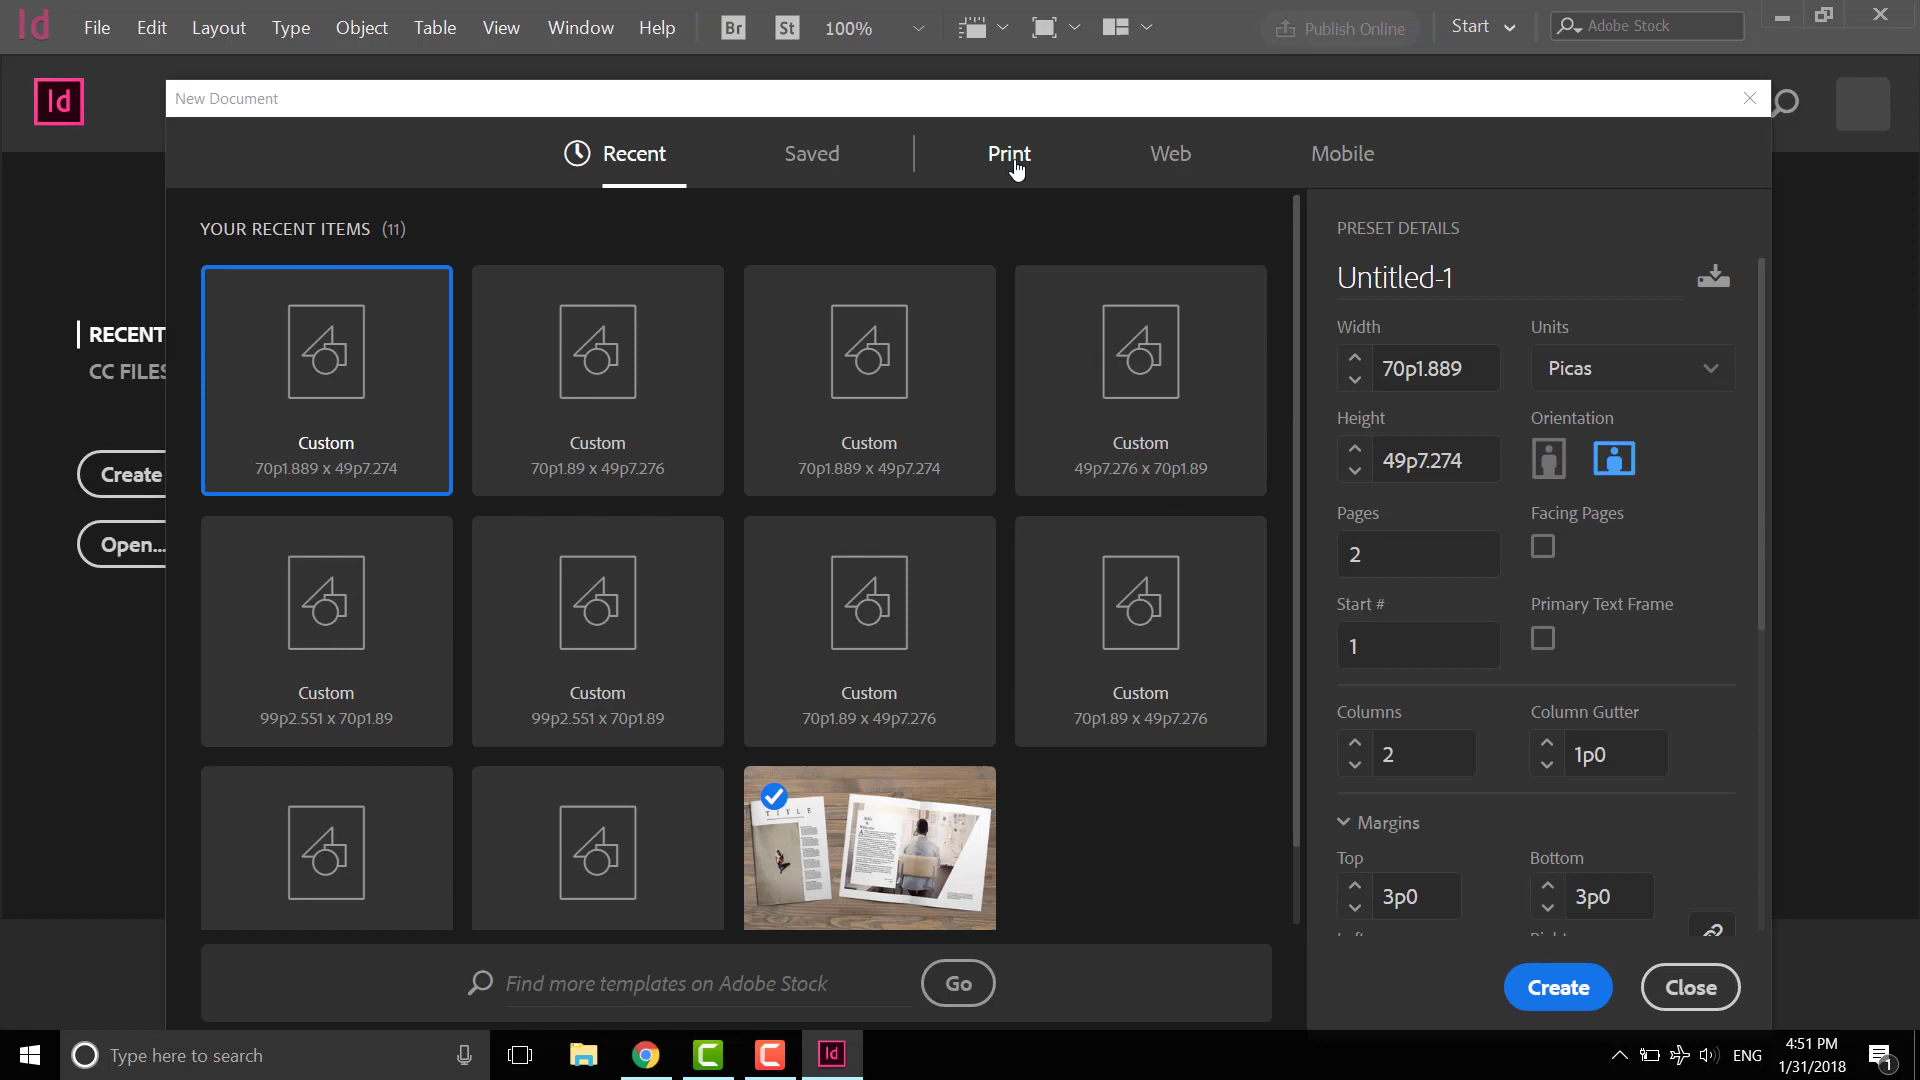 Id File Edit Layout Type Object Table View Window Help Br St 100% Publish Online Start Adobe Stock
Id
New Document
Recent Saved Print Web Mobile
YOUR RECENT ITEMS (11)
PRESET DETAILS
Untitled-1
Width Units
70p1.889 Picas
RECENT
CC FILES
Height Orientation
49p7.274
Custom Custom Custom Custom
70p1.889 x 49p7.274 70p1.89 x 49p7.276 70p1.889 x 49p7.274 49p7.276 x 70p1.89
Create
Open...
Pages Facing Pages
2
Start # Primary Text Frame
1
Custom Custom Custom Custom
99p2.551 x 70p1.89 99p2.551 x 70p1.89 70p1.89 x 49p7.276 70p1.89 x 49p7.276
Columns Column Gutter
2 1p0
Margins
TITLE
Top Bottom
3p0 3p0
Find more templates on Adobe Stock Go
Create Close
Type here to search
Id
ENG
4:51 PM
1/31/2018
1